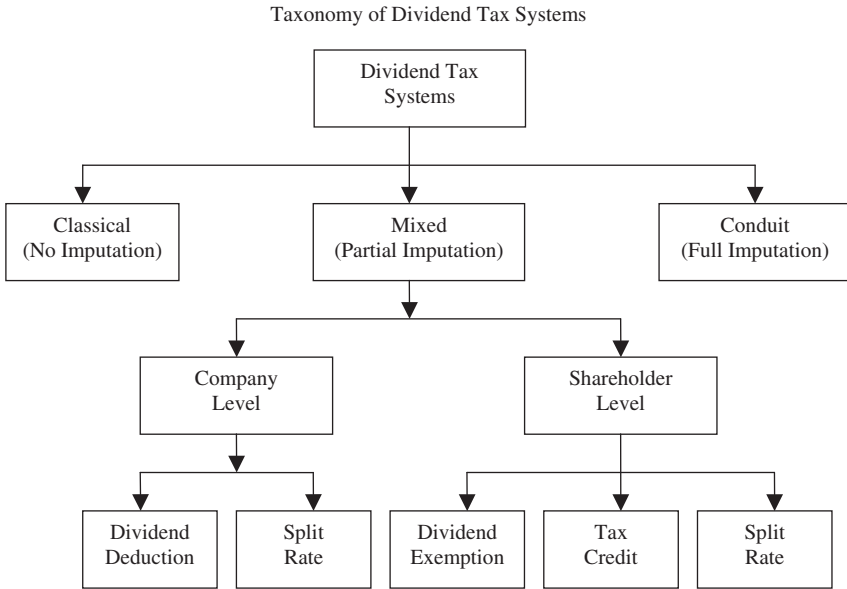 Taxonomy of Dividend Tax Systems
Dividend Tax
Systems
Classical
(No Imputation)
Mixed
(Partial Imputation)
Conduit
(Full Imputation)
Company
Level
Shareholder
Level
Dividend
Deduction
Split
Rate
Dividend
Exemption
Tax
Credit
Split
Rate